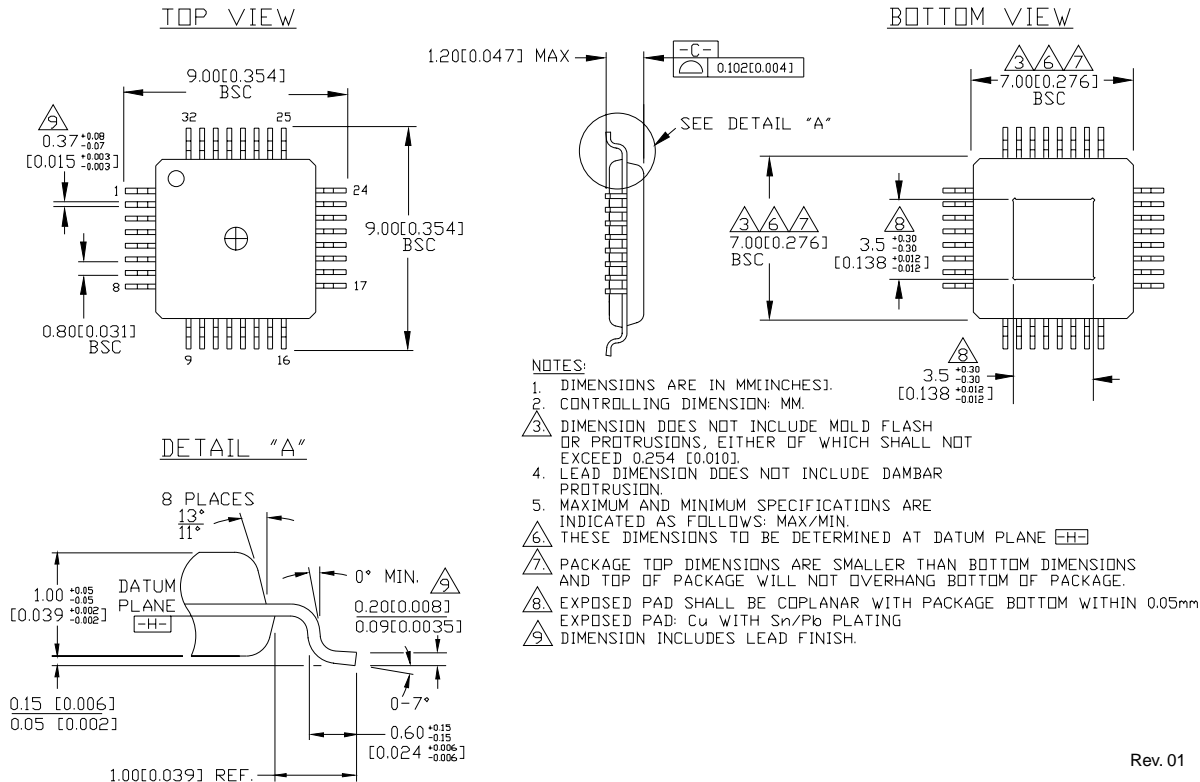 TOP VIEW
9.00[0.354]
BSC
9
0.37 +0.08 -0.07
[0.015 +0.003 -0.003]
32
25
1
24
8
17
9
16
9.00[0.354]
BSC
0.80[0.031]
BSC
1.20[0.047] MAX
-C-
0.102[0.004]
SEE DETAIL "A"
3 6 7
7.00[0.276]
BSC
BOTTOM VIEW
3 6 7
7.00[0.276]
BSC
8
3.5 +0.30 -0.30
[0.138 +0.012 -0.012]
8
3.5 +0.30 -0.30
[0.138 +0.012 -0.012]
NOTES:
1. DIMENSIONS ARE IN MM[INCHES].
2. CONTROLLING DIMENSION: MM.
3. DIMENSION DOES NOT INCLUDE MOLD FLASH
OR PROTRUSIONS, EITHER OF WHICH SHALL NOT
EXCEED 0.254 [0.010].
4. LEAD DIMENSION DOES NOT INCLUDE DAMBAR
PROTRUSION.
5. MAXIMUM AND MINIMUM SPECIFICATIONS ARE
INDICATED AS FOLLOWS: MAX/MIN.
6. THESE DIMENSIONS TO BE DETERMINED AT DATUM PLANE -H-
7. PACKAGE TOP DIMENSIONS ARE SMALLER THAN BOTTOM DIMENSIONS
AND TOP OF PACKAGE WILL NOT OVERHANG BOTTOM OF PACKAGE.
8. EXPOSED PAD SHALL BE COPLANAR WITH PACKAGE BOTTOM WITHIN 0.05mm
EXPOSED PAD: Cu WITH Sn/Pb PLATING
9. DIMENSION INCLUDES LEAD FINISH.
DETAIL "A"
8 PLACES
13°
11°
1.00 +0.05 -0.05
[0.039 +0.002 -0.002]
DATUM
PLANE
-H-
0° MIN.
9
0.20[0.008]
0.09[0.0035]
0.15 [0.006]
0.05 [0.002]
0-7°
0.60 +0.15 -0.15
[0.024 +0.006 -0.006]
1.00[0.039] REF.
Rev. 01